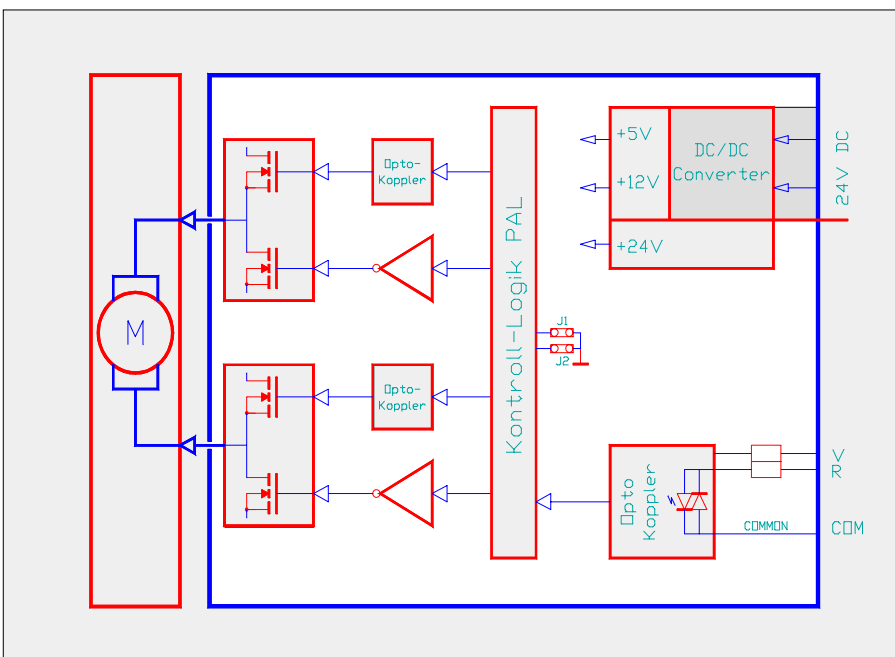 M
Opto-
Koppler
Opto-
Koppler
Kontroll-Logik PAL
J1
J2
+5V
+12V
+24V
DC/DC
Converter
24V DC
Opto
Koppler
COMMON
V
R
COM